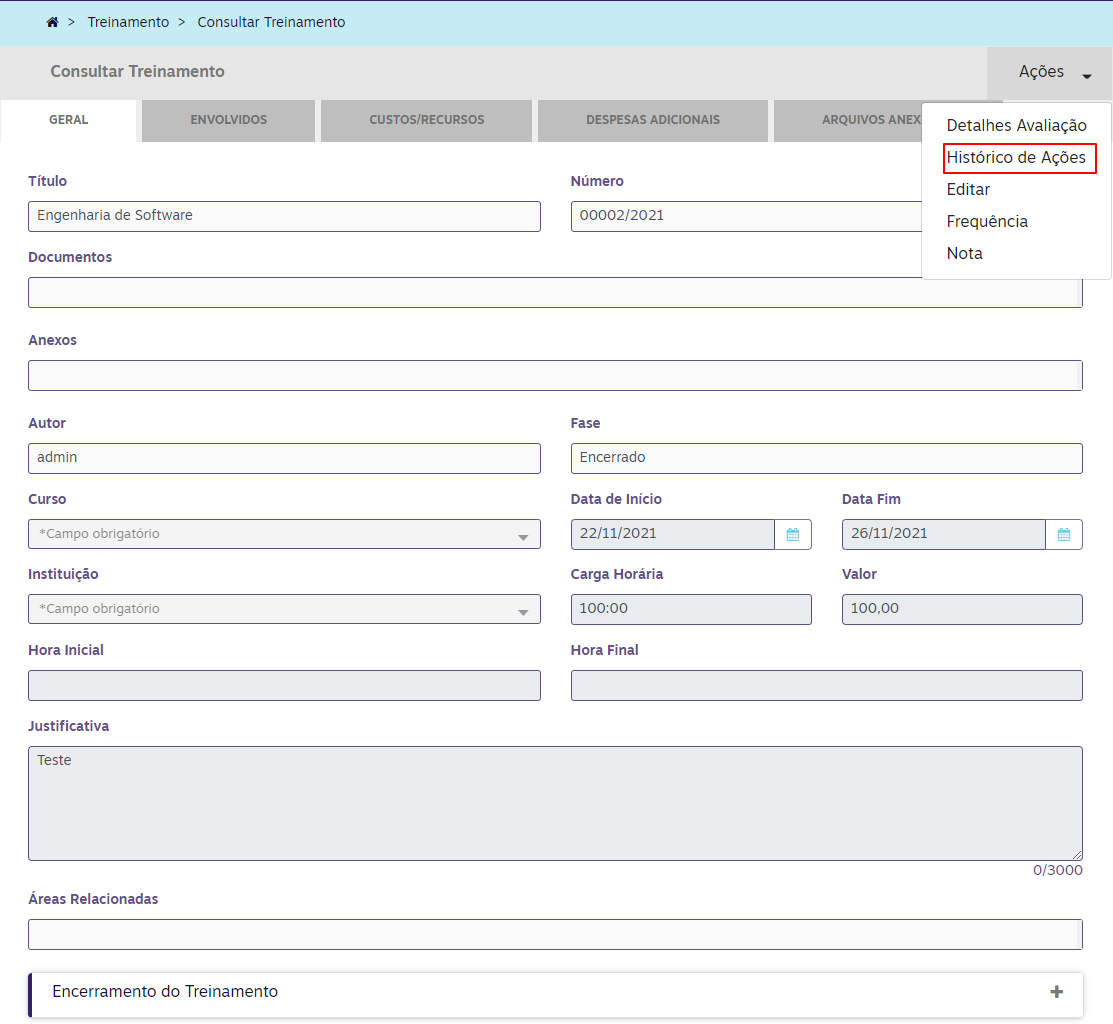 > Treinamento > Consultar Treinamento
Consultar Treinamento
Ações
GERAL
ENVOLVIDOS
CUSTOS/RECURSOS
DESPESAS ADICIONAIS
ARQUIVOS ANEX
Detalhes Avaliação
Histórico de Ações
Editar
Frequência
Nota
Título
Número
Engenharia de Software
00002/2021
Documentos
Anexos
Autor
Fase
admin
Encerrado
Curso
Data de Início
Data Fim
*Campo obrigatório
22/11/2021
26/11/2021
Instituição
Carga Horária
Valor
*Campo obrigatório
100:00
100,00
Hora Inicial
Hora Final
Justificativa
Teste
0/3000
Áreas Relacionadas
Encerramento do Treinamento
+